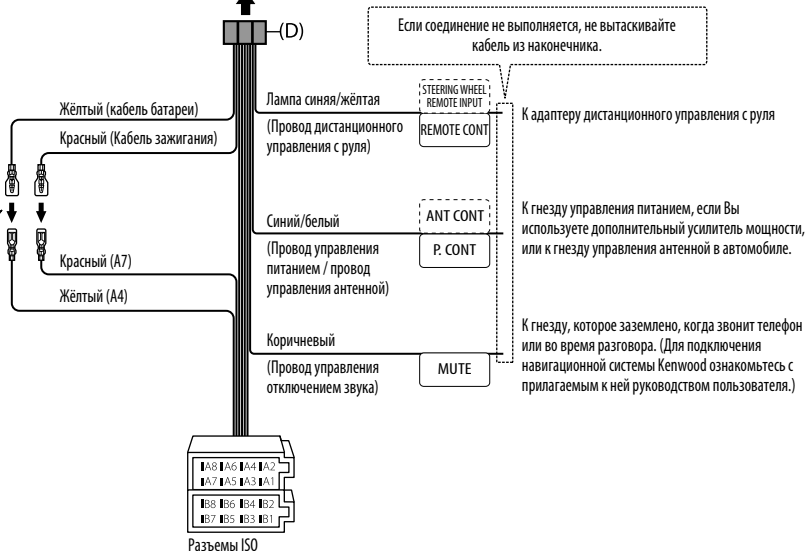 (D)
Если соединение не выполняется, не вытаскивайте
кабель из наконечника.
Жёлтый (кабель батареи)
Красный (Кабель зажигания)
Лампа синяя/жёлтая
(Провод дистанционного
управления с руля)
STEERING WHEEL
REMOTE INPUT
REMOTE CONT
К адаптеру дистанционного управления с руля
Синий/белый
(Провод управления
питанием / провод
управления антенной)
ANT CONT
P. CONT
К гнезду управления питанием, если Вы
используете дополнительный усилитель мощности,
или к гнезду управления антенной в автомобиле.
Красный (A7)
Жёлтый (A4)
Коричневый
(Провод управления
отключением звука)
MUTE
К гнезду, которое заземлено, когда звонит телефон
или во время разговора. (Для подключения
навигационной системы Kenwood ознакомьтесь с
прилагаемым к ней руководством пользователя.)
A8 A6 A4 A2
A7 A5 A3 A1
B8 B6 B4 B2
B7 B5 B3 B1
Разъемы ISO